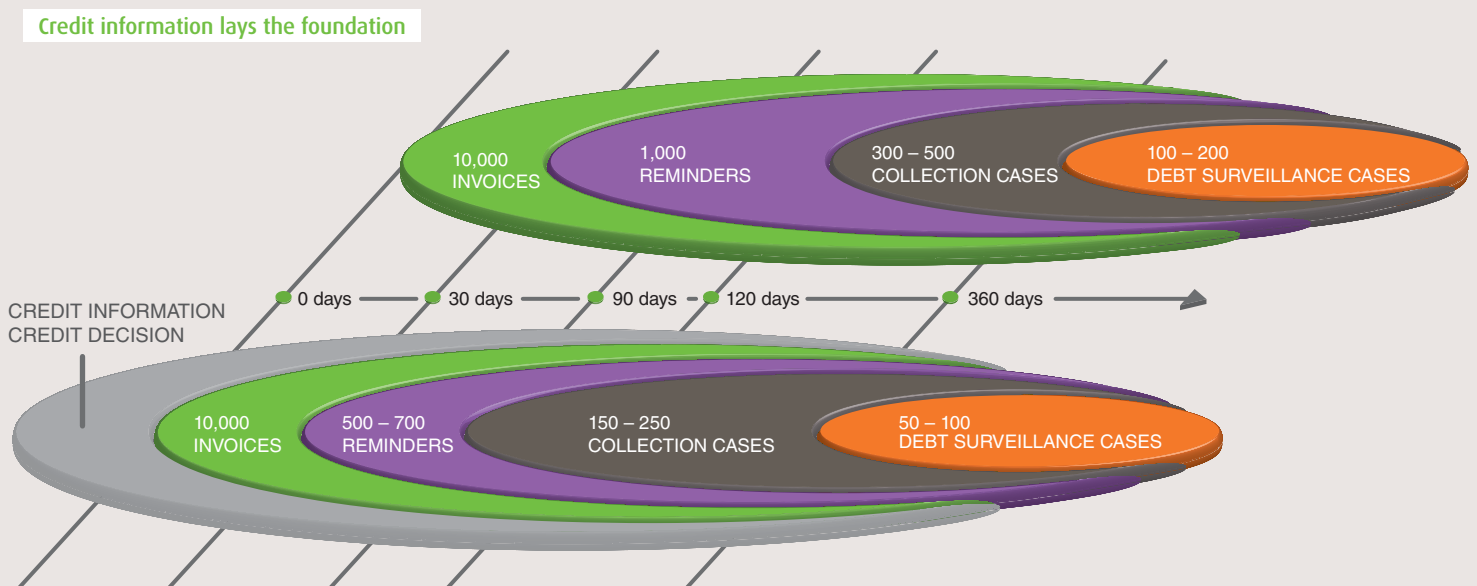 Credit information lays the foundation
10,000
INVOICES
1,000
REMINDERS
300 – 500
COLLECTION CASES
100 – 200
DEBT SURVEILLANCE CASES
0 days
30 days
90 days
120 days
360 days
CREDIT INFORMATION
CREDIT DECISION
10,000
INVOICES
500 – 700
REMINDERS
150 – 250
COLLECTION CASES
50 – 100
DEBT SURVEILLANCE CASES